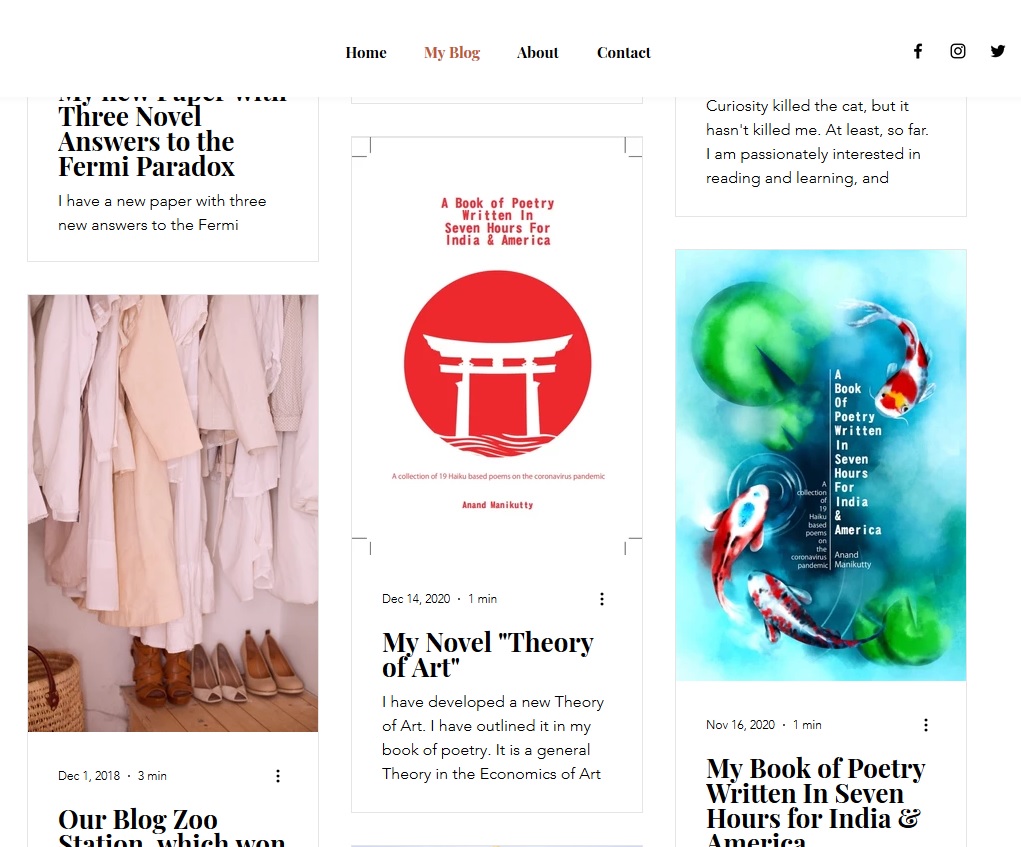 Home
My Blog
About
Contact
My new Paper with
Three Novel
Answers to the
Fermi Paradox
I have a new paper with three
new answers to the Fermi
Dec 1, 2018 · 3 min
Our Blog Zoo
Station, which won
A Book of Poetry
Written In
Seven Hours For
India & America
A collection of 19 Haiku based poems on the coronavirus pandemic
Anand Manikutty
Dec 14, 2020 · 1 min
My Novel "Theory
of Art"
I have developed a new Theory
of Art. I have outlined it in my
book of poetry. It is a general
Theory in the Economics of Art
Curiosity killed the cat, but it
hasn't killed me. At least, so far.
I am passionately interested in
reading and learning, and
A
Book
Of
Poetry
Written
In
Seven
Hours
For
India
&
America
A
collection
of
19
Haiku
based
poems
on
the
coronavirus
pandemic
Anand
Manikutty
Nov 16, 2020 · 1 min
My Book of Poetry
Written In Seven
Hours for India &
America